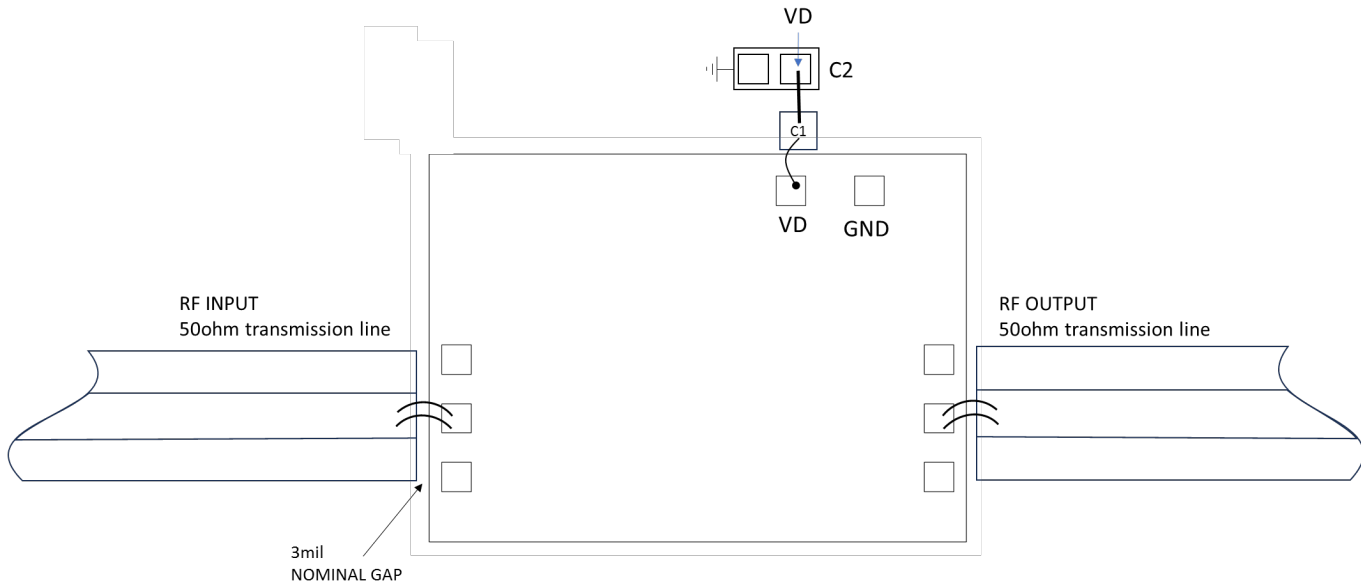 VD
C2
C1
VD
GND
RF INPUT
50ohm transmission line
RF OUTPUT
50ohm transmission line
3mil
NOMINAL GAP